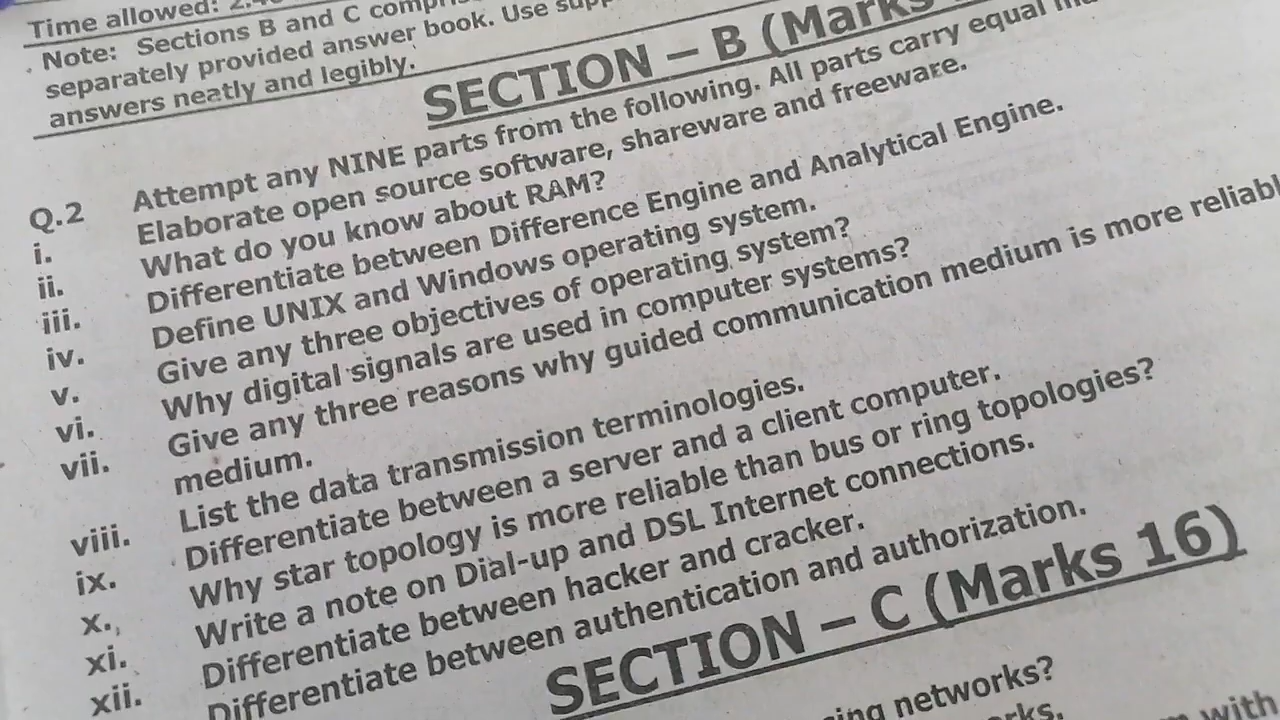 Time allowed: 2.
Note: Sections B and C
separately provided answer book. Use
answers neatly and legibly.
SECTION – B (Marks
Q.2 Attempt any NINE parts from the following. All parts carry equal
i. Elaborate open source software, shareware and freeware.
ii. What do you know about RAM?
iii. Differentiate between Difference Engine and Analytical Engine.
iv. Define UNIX and Windows operating system.
v. Give any three objectives of operating system?
vi. Why digital signals are used in computer systems?
vii. Give any three reasons why guided communication medium is more
medium.
viii. List the data transmission terminologies.
ix. Differentiate between a server and a client computer.
x. Why star topology is more reliable than bus or ring topologies?
xi. Write a note on Dial-up and DSL Internet connections.
xii. Differentiate between hacker and cracker.
Differentiate between authentication and authorization.
SECTION – C (Marks 16)
networks?
with